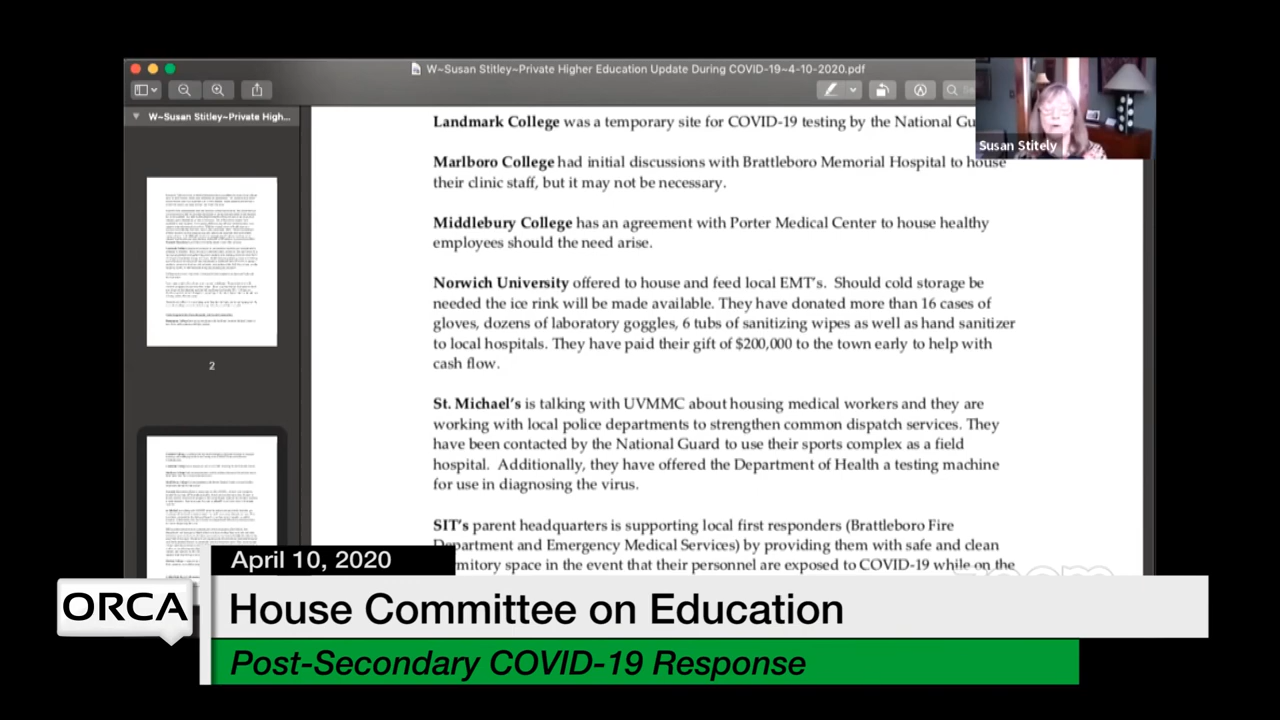 W~Susan Stitley~Private Higher Education Update During COVID-19~4-10-2020.pdf
W~Susan Stitley~Private High...
2
Susan Stitely
Landmark College was a temporary site for COVID-19 testing by the National
Marlboro College had initial discussions with Brattleboro Memorial Hospital to house
their clinic staff, but it may not be necessary.
Middlebury College has an agreement with Porter Medical Center to house healthy
employees should the need arise.
Norwich University offered to house and feed local EMT's. Should cold storage be
needed the ice rink will be made available. They have donated more than 16 cases of
gloves, dozens of laboratory goggles, 6 tubs of sanitizing wipes as well as hand sanitizer
to local hospitals. They have paid their gift of $200,000 to the town early to help with
cash flow.
St. Michael's is talking with UVMMC about housing medical workers and they are
working with local police departments to strengthen common dispatch services. They
have been contacted by the National Guard to use their sports complex as a field
hospital. Additionally, they have offered the Department of Health a testing machine
for use in diagnosing the virus.
SIT's parent headquarters is supporting local first responders (Brattleboro Fire
Department and Emergency Medical Services) by providing them with safe and clean
dormitory space in the event that their personnel are exposed to COVID-19 while on the
zoom
April 10, 2020
ORCA
House Committee on Education
Post-Secondary COVID-19 Response